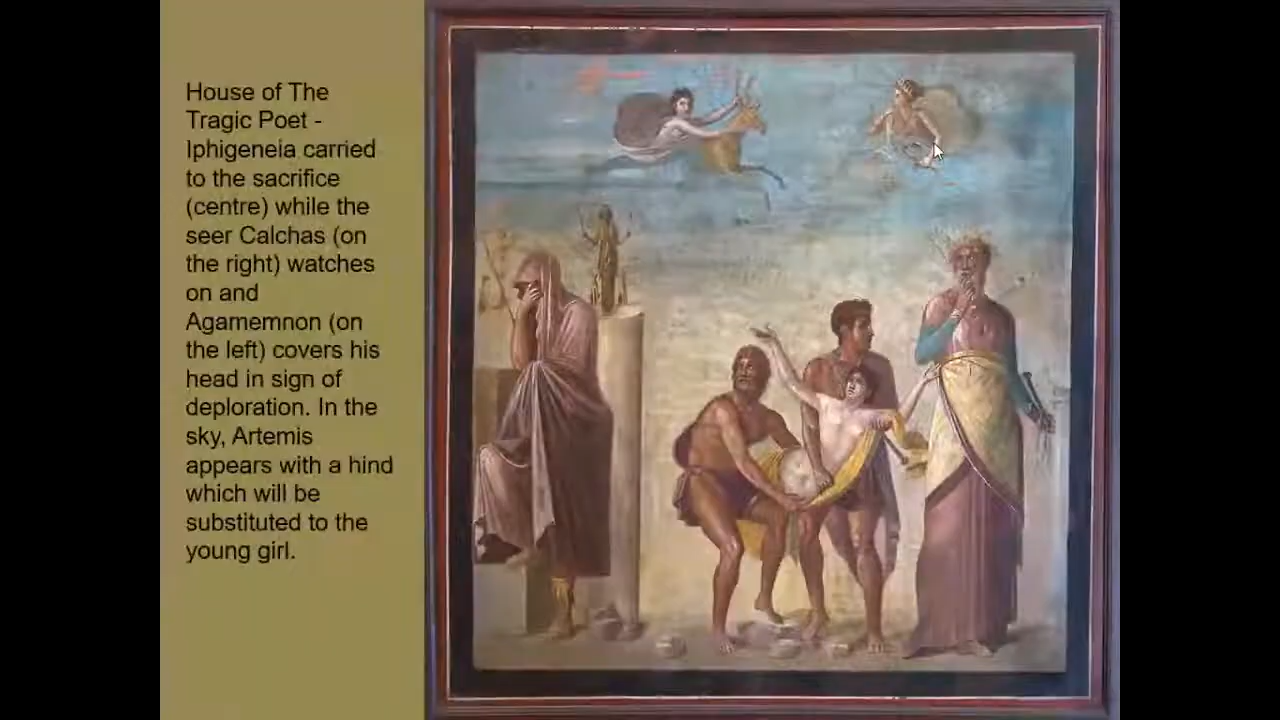 House of The
Tragic Poet -
Iphigeneia carried
to the sacrifice
(centre) while the
seer Calchas (on
the right) watches
on and
Agamemnon (on
the left) covers his
head in sign of
deploration. In the
sky, Artemis
appears with a hind
which will be
substituted to the
young girl.